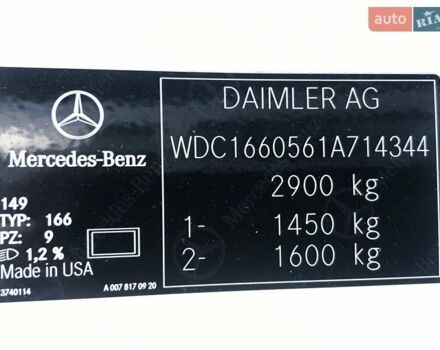 auto RIA
DAIMLER AG
Mercedes-Benz
WDC1660561A714344
2900 kg
149
TYP: 166
1- 1450 kg
PZ: 9
1,2 %
2- 1600 kg
Made in USA
3740114
A 007 817 09 20